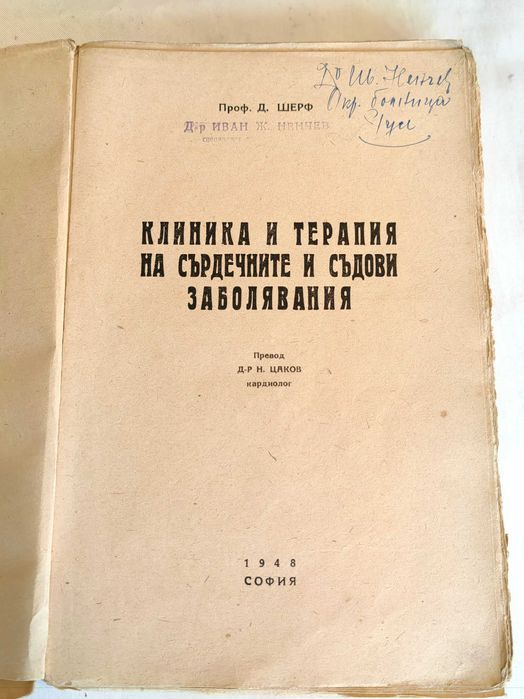 Д-р Ив. Ненчев
Окр. болница
Русе
Проф. Д. ШЕРФ
Д-р ИВАН Ж. НЕНЧЕВ
КЛИНИКА И ТЕРАПИЯ
НА СЪРДЕЧНИТЕ И СЪДОВИ
ЗАБОЛЯВАНИЯ
Превод
Д-Р Н. ЦАКОВ
кардиолог
1948
СОФИЯ